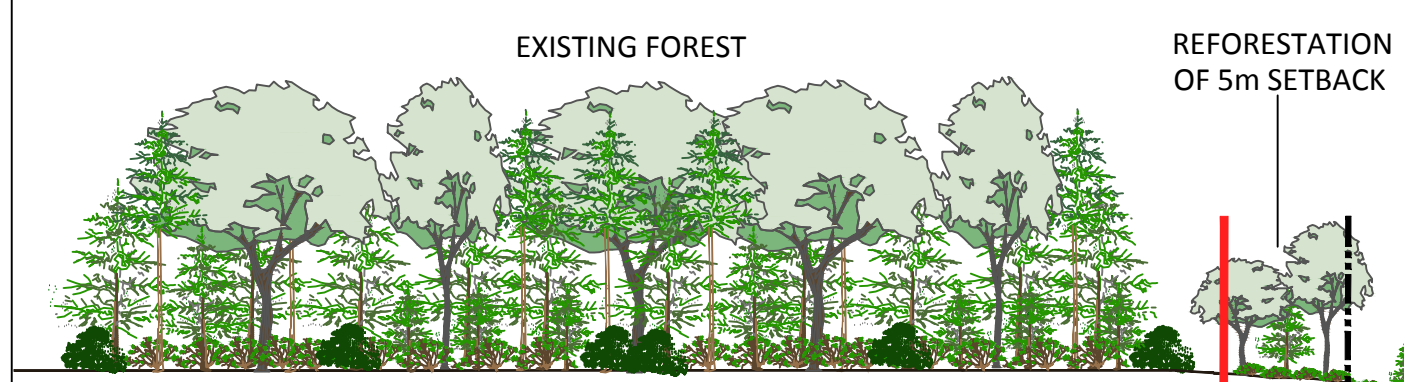 EXISTING FOREST
REFORESTATION
OF 5m SETBACK